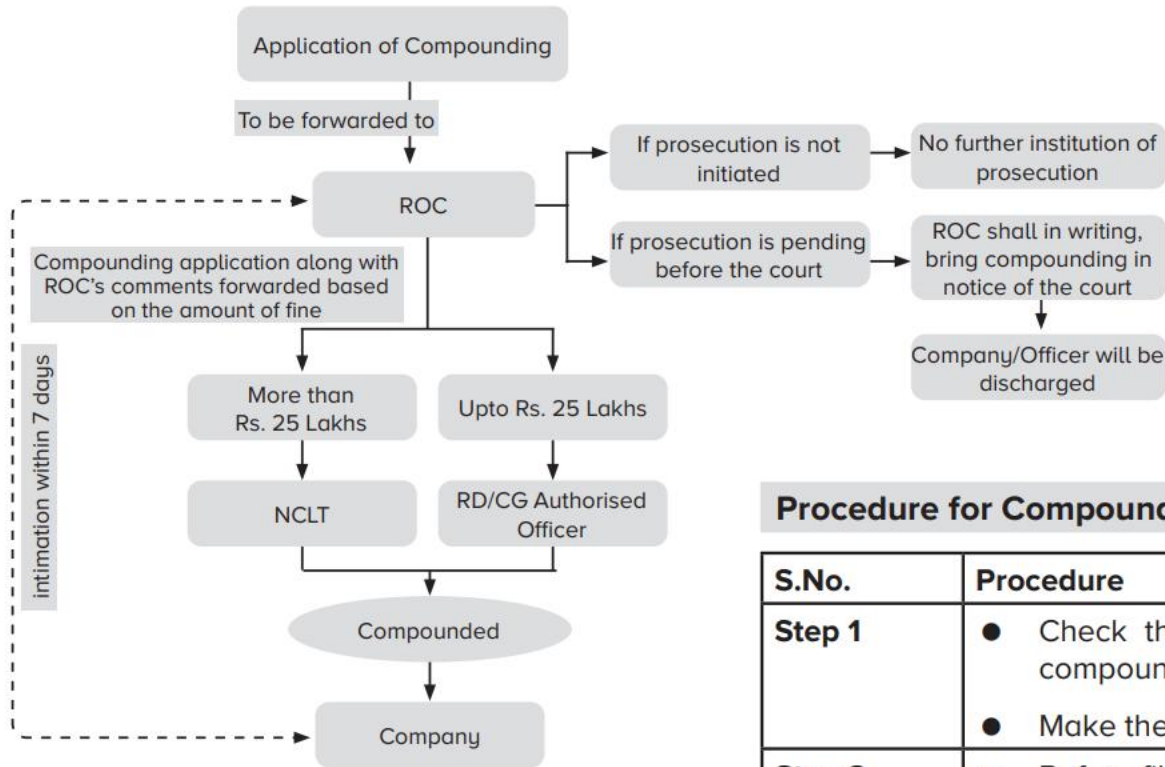 Application of Compounding
To be forwarded to
ROC
If prosecution is not
initiated
No further institution of
prosecution
If prosecution is pending
before the court
ROC shall in writing,
bring compounding in
notice of the court
Company/Officer will be
discharged
Compounding application along with
ROC's comments forwarded based
on the amount of fine
intimation within 7 days
More than
Rs. 25 Lakhs
Upto Rs. 25 Lakhs
NCLT
RD/CG Authorised
Officer
Compounded
Company
Procedure for Compound
S.No. Procedure
Step 1 ● Check th
compoun
● Make the